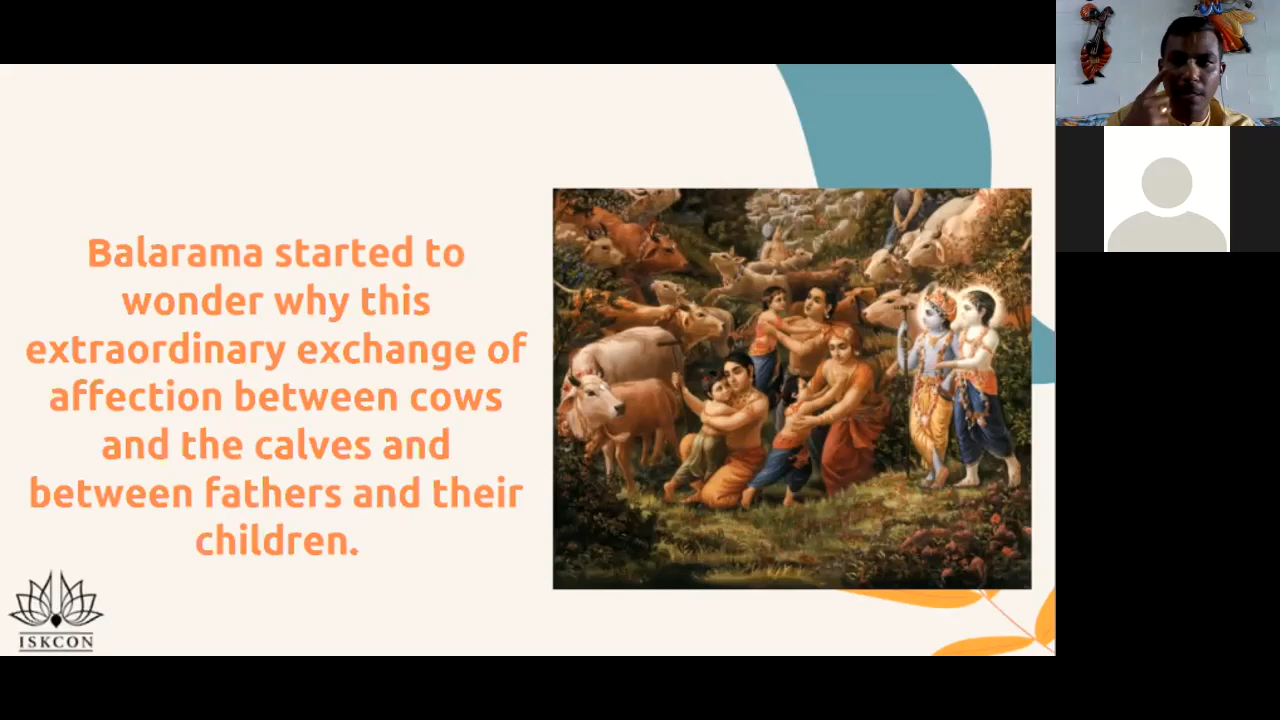 Balarama started to
wonder why this
extraordinary exchange of
affection between cows
and the calves and
between fathers and their
children.
ISKCON